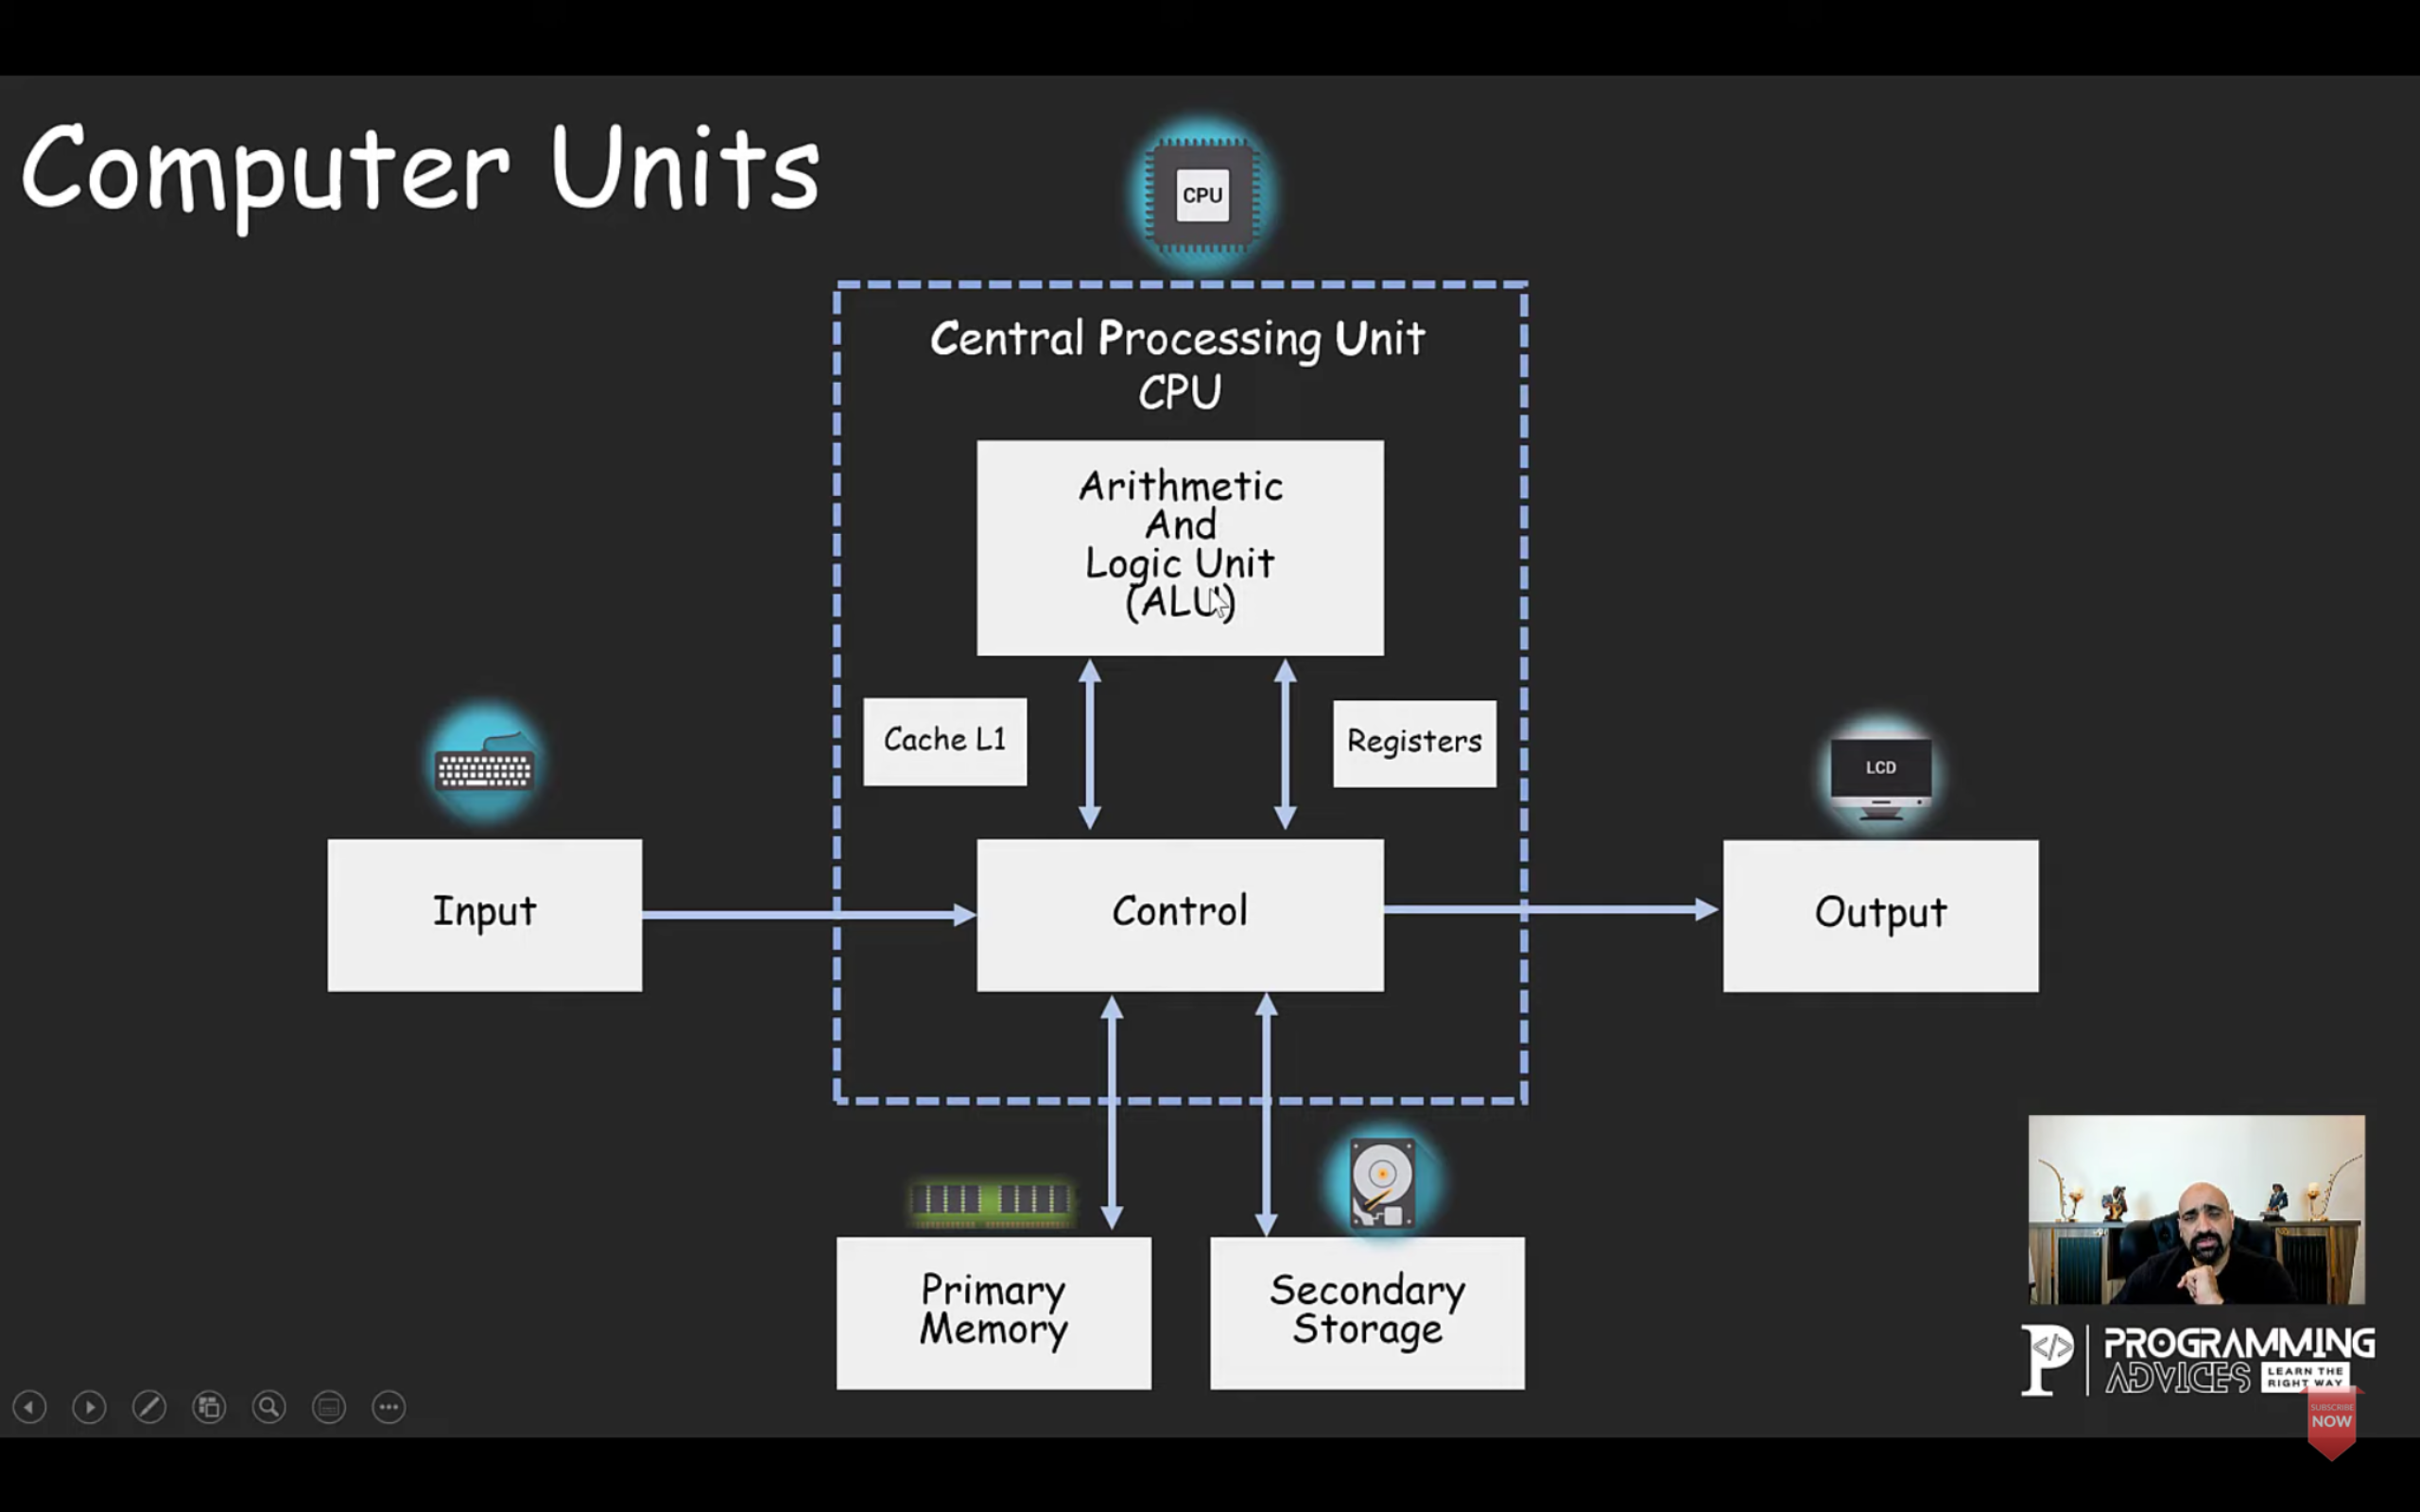 Computer Units
CPU
Central Processing Unit
CPU
Arithmetic
And
Logic Unit
(ALU)
Cache L1
Registers
LCD
Input
Control
Output
Primary
Memory
Secondary
Storage
P </>
PROGRAMMING
ADVICES
LEARN THE
RIGHT WAY
SUBSCRIBE
NOW